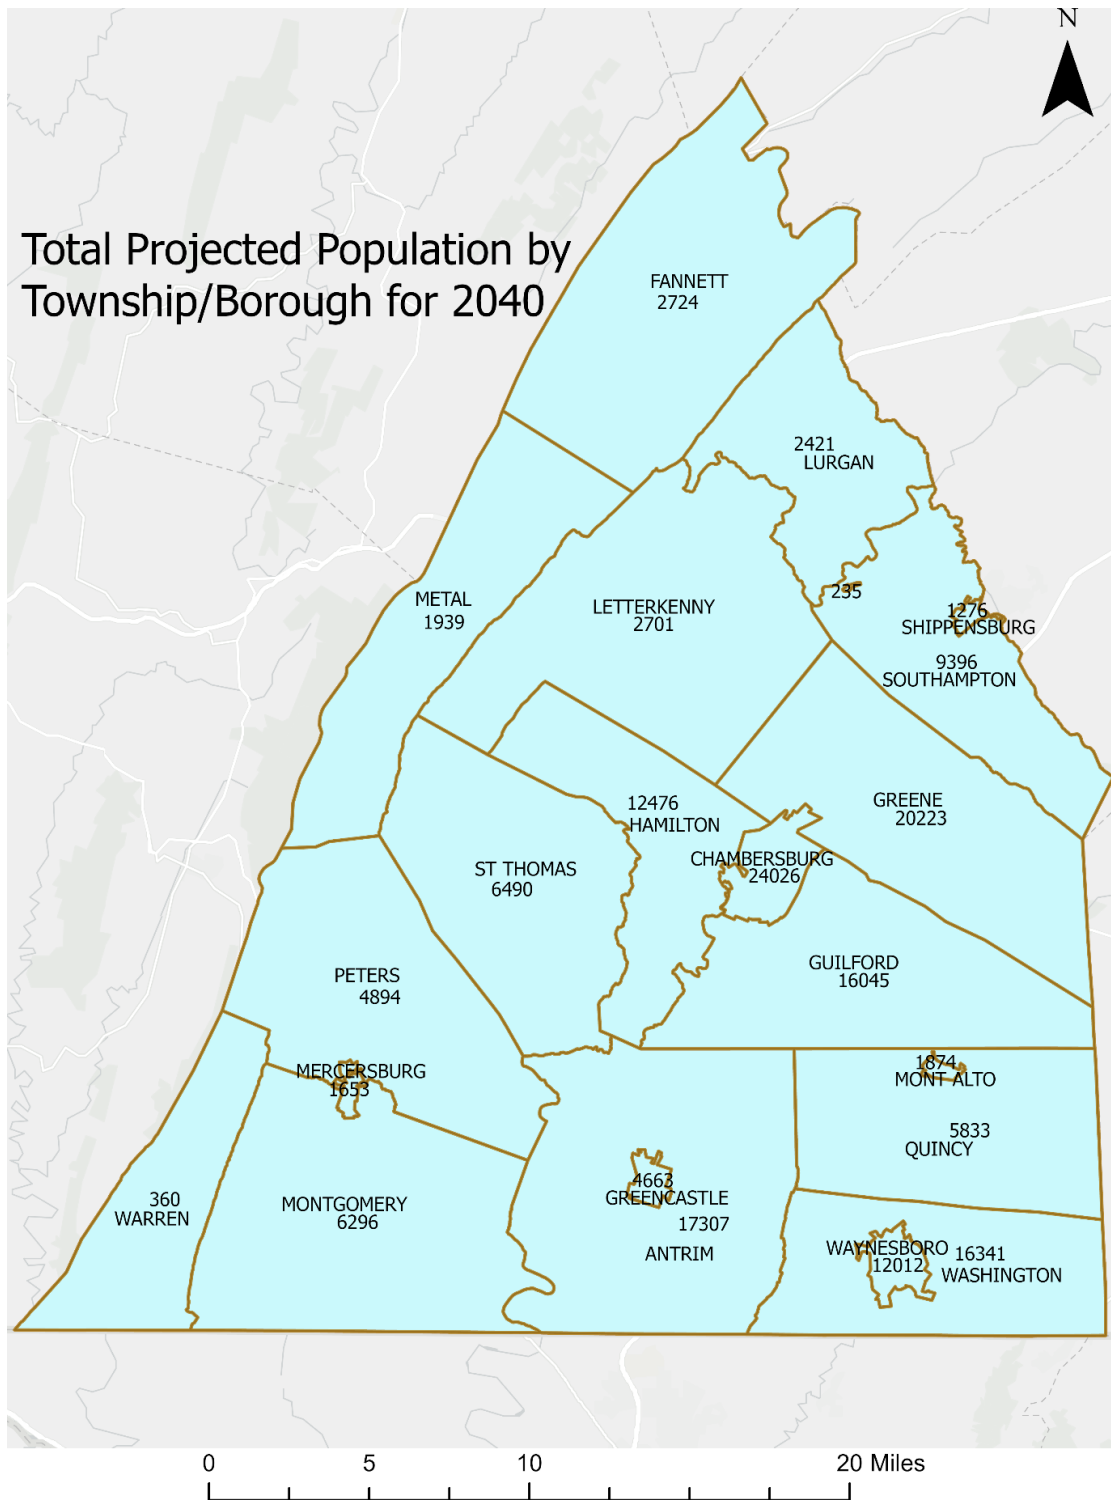 N
Total Projected Population by
Township/Borough for 2040
FANNETT
2724
2421
LURGAN
METAL
1939
LETTERKENNY
2701
235
1276
SHIPPENSBURG
9396
SOUTHAMPTON
12476
HAMILTON
GREENE
20223
CHAMBERSBURG
24026
ST THOMAS
6490
GUILFORD
16045
PETERS
4894
MERCERSBURG
1653
1874
MONT ALTO
5833
QUINCY
360
WARREN
MONTGOMERY
6296
4663
GREENCASTLE
17307
ANTRIM
WAYNESBORO
12012
16341
WASHINGTON
0 5 10 20 Miles